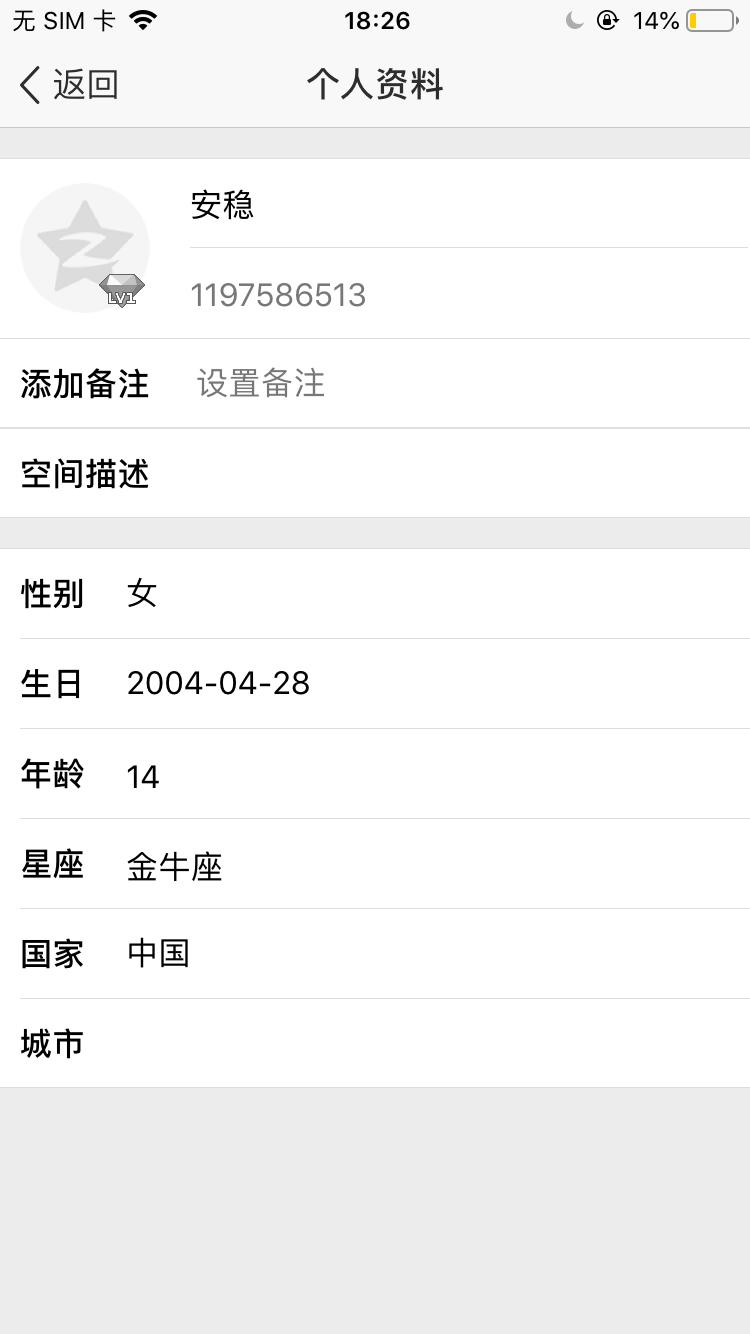 无 SIM 卡 18:26 14%
返回 个人资料
安稳
LV1
1197586513
添加备注 设置备注
空间描述
性别 女
生日 2004-04-28
年龄 14
星座 金牛座
国家 中国
城市